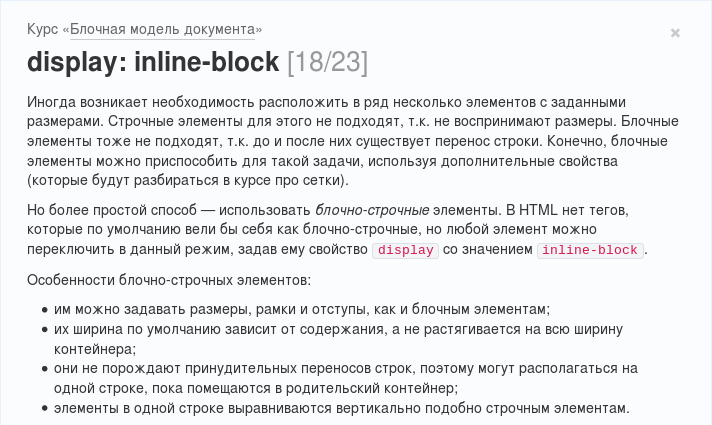 Курс «Блочная модель документа»
display: inline-block [18/23]
Иногда возникает необходимость расположить в ряд несколько элементов с заданными
размерами. Строчные элементы для этого не подходят, т.к. не воспринимают размеры. Блочные
элементы тоже не подходят, т.к. до и после них существует перенос строки. Конечно, блочные
элементы можно приспособить для такой задачи, используя дополнительные свойства
(которые будут разбираться в курсе про сетки).
Но более простой способ — использовать блочно-строчные элементы. В HTML нет тегов,
которые по умолчанию вели бы себя как блочно-строчные, но любой элемент можно
переключить в данный режим, задав ему свойство display со значением inline-block.
Особенности блочно-строчных элементов:
• им можно задавать размеры, рамки и отступы, как и блочным элементам;
• их ширина по умолчанию зависит от содержания, а не растягивается на всю ширину
контейнера;
• они не порождают принудительных переносов строк, поэтому могут располагаться на
одной строке, пока помещаются в родительский контейнер;
• элементы в одной строке выравниваются вертикально подобно строчным элементам.